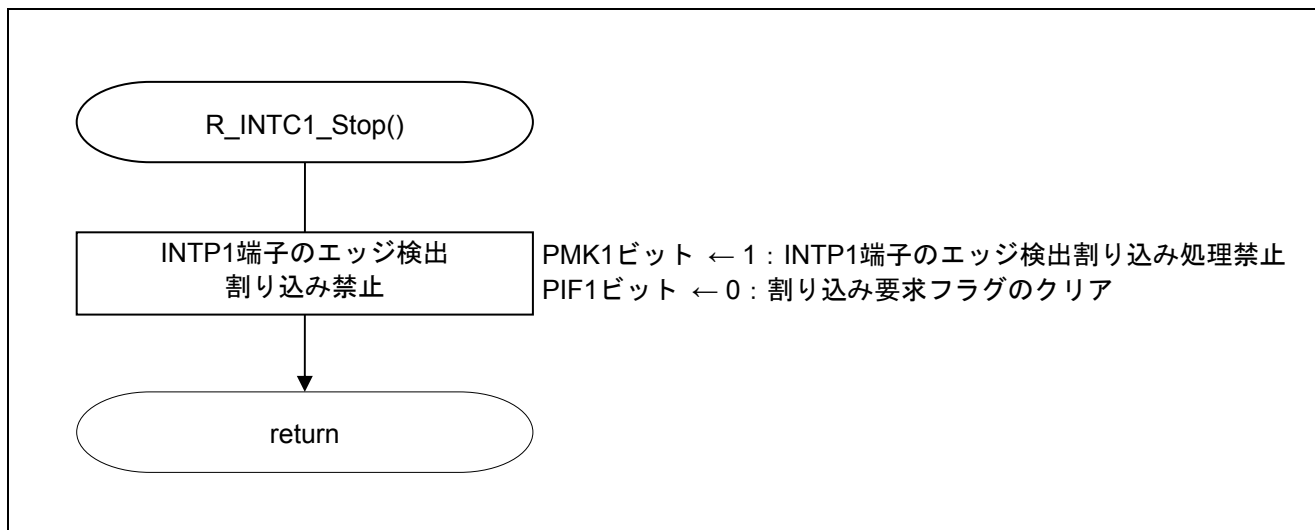 R_INTC1_Stop()
INTP1端子のエッジ検出
割り込み禁止
PMK1ビット ← 1：INTP1端子のエッジ検出割り込み処理禁止
PIF1ビット ← 0：割り込み要求フラグのクリア
return